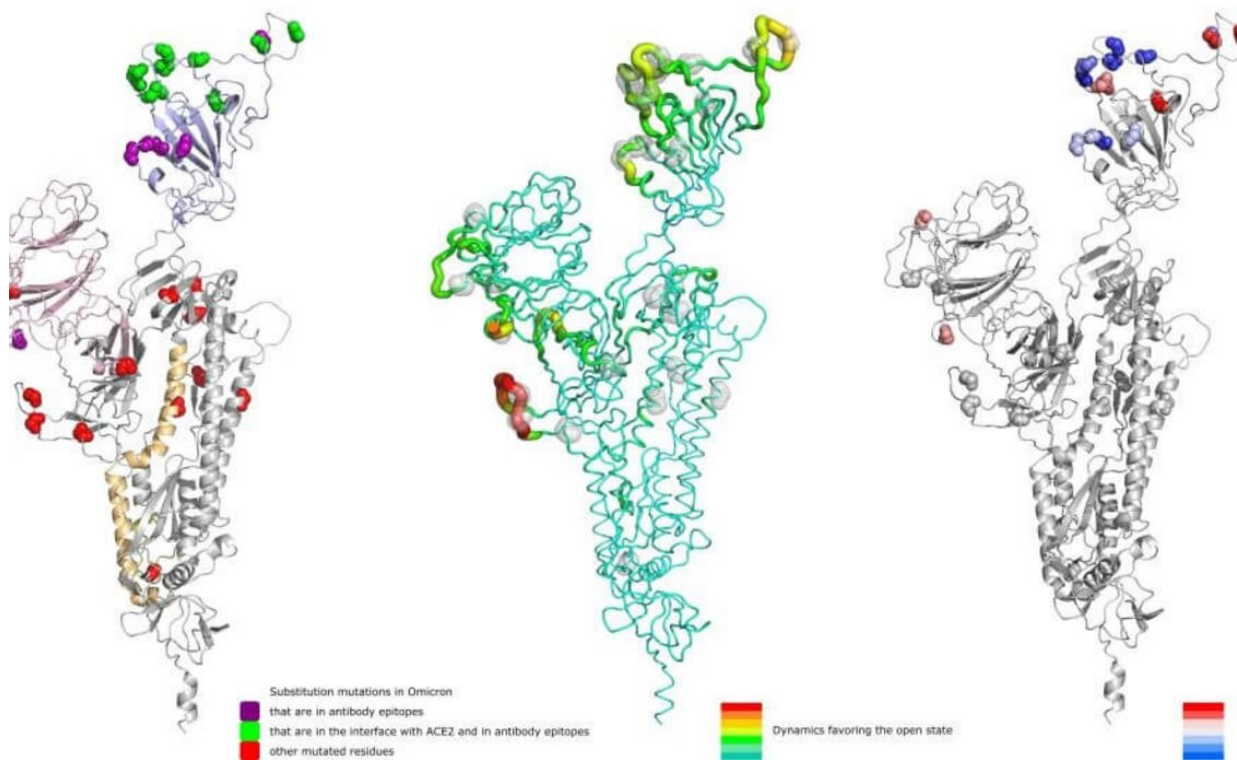 Substitution mutations in Omicron
that are in antibody epitopes
that are in the interface with ACE2 and in antibody epitopes
other mutated residues
Dynamics favoring the open state